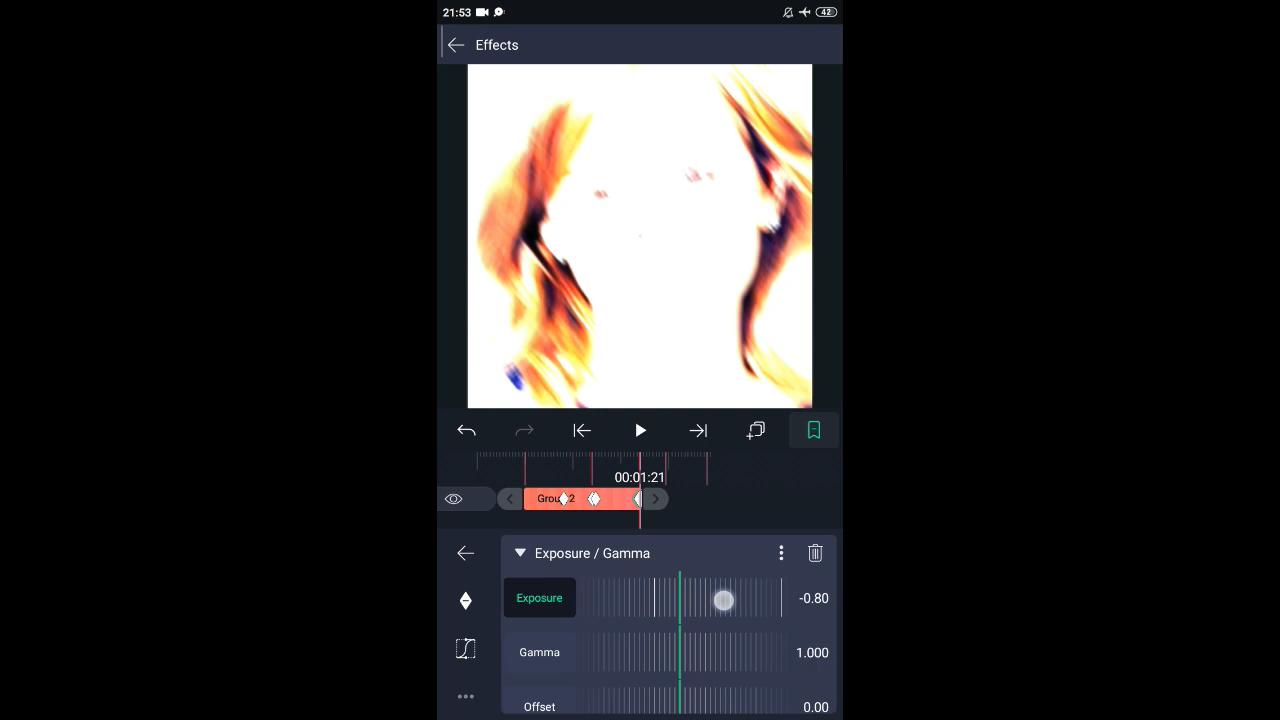 21:53
42
Effects
00:01:21
Group 2
Exposure / Gamma
Exposure
-0.80
Gamma
1.000
Offset
0.00